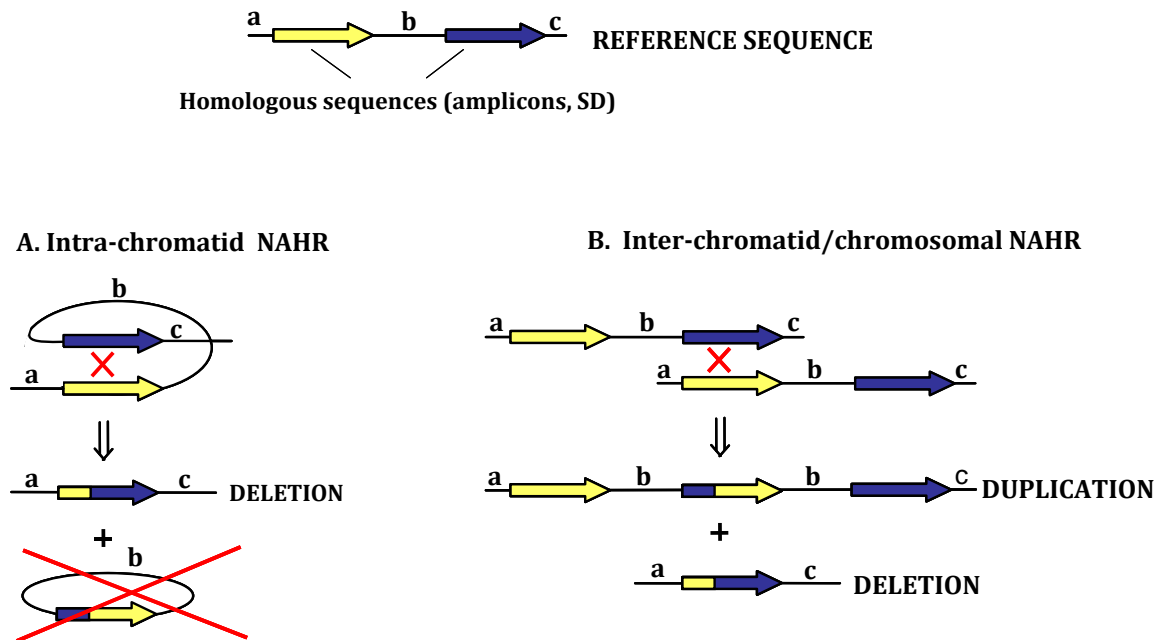 a b c
REFERENCE SEQUENCE
Homologous sequences (amplicons, SD)
A. Intra-chromatid NAHR
b
c
a
a c
DELETION
+
b
B. Inter-chromatid/chromosomal NAHR
a b c
a b c
a b b c
DUPLICATION
+
a c
DELETION